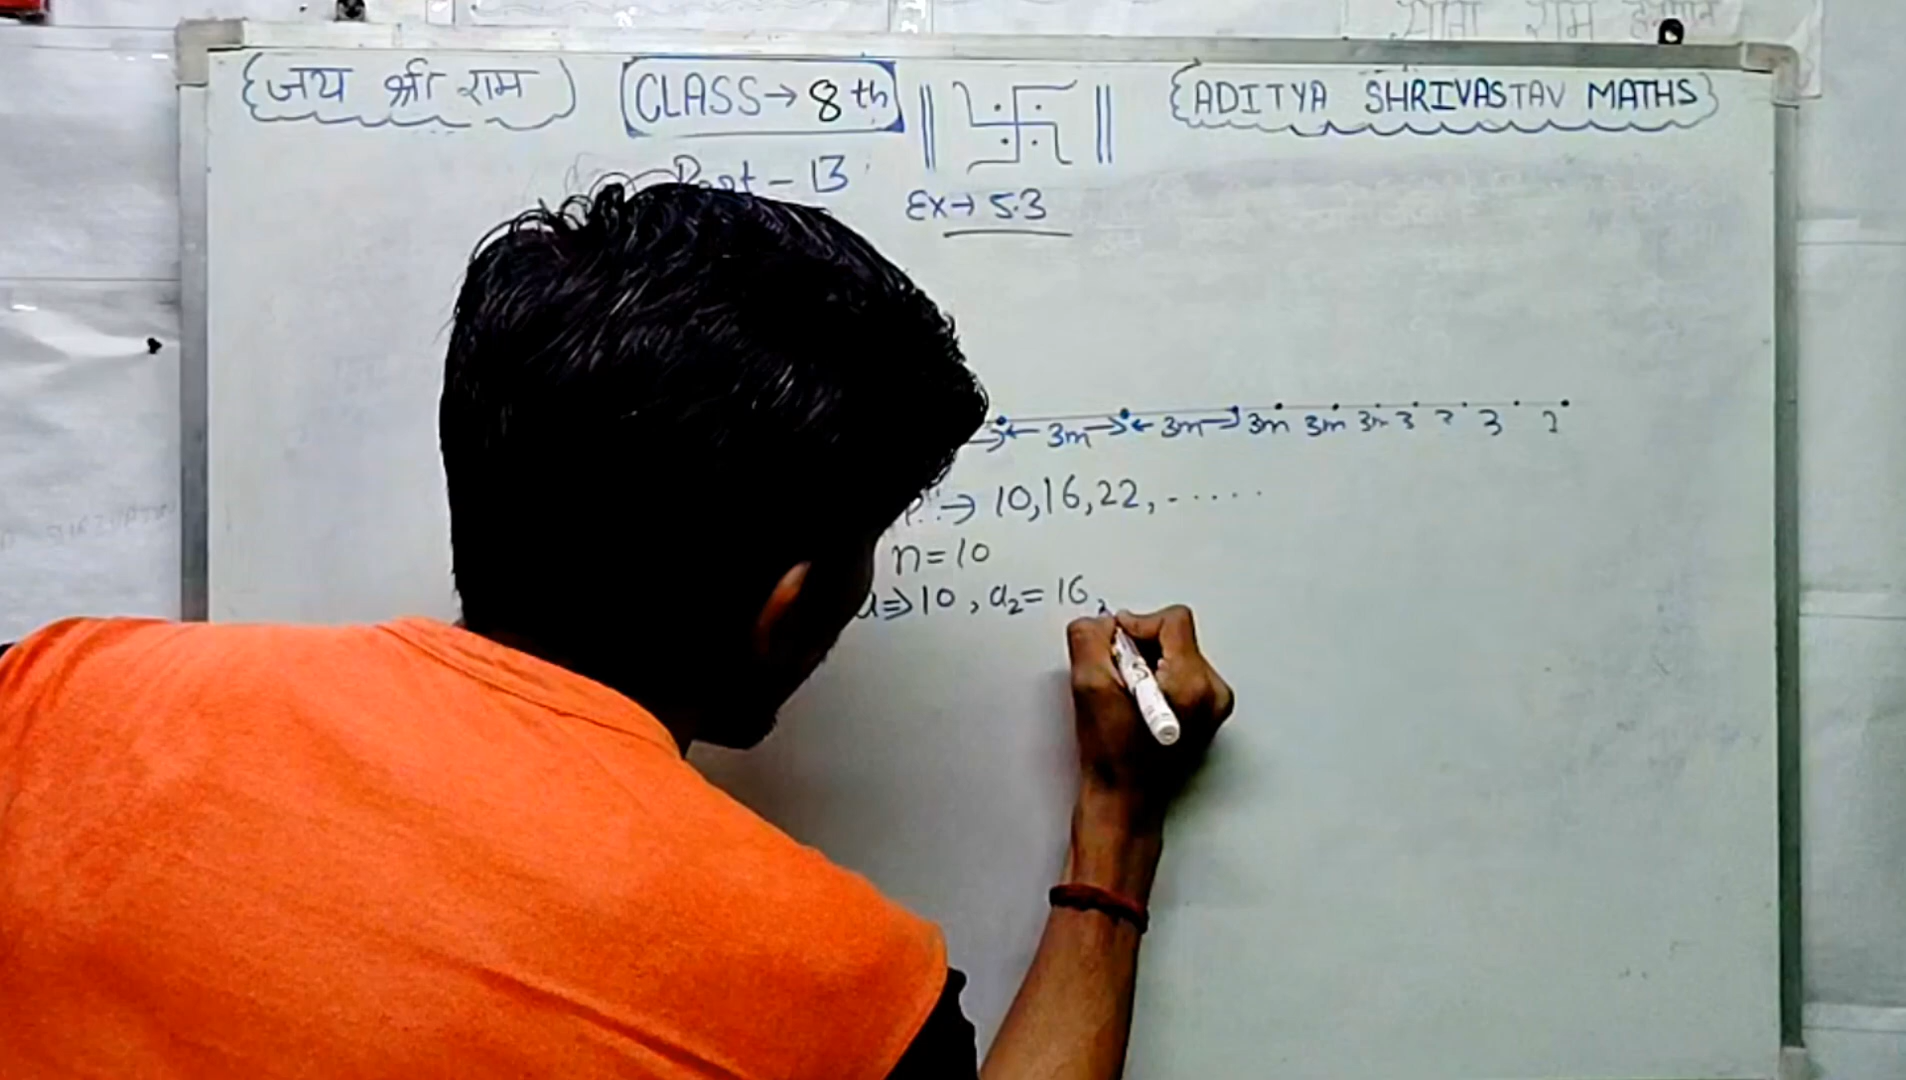 सीता राम हनुमान
जय श्री राम
CLASS → 8th
ADITYA SHRIVASTAV MATHS
Part - 13
Ex → 5.3
3m 3m 3m 3m 3m 3 3
→ 10, 16, 22, - .....
n = 10
a => 10, a₂ = 16,